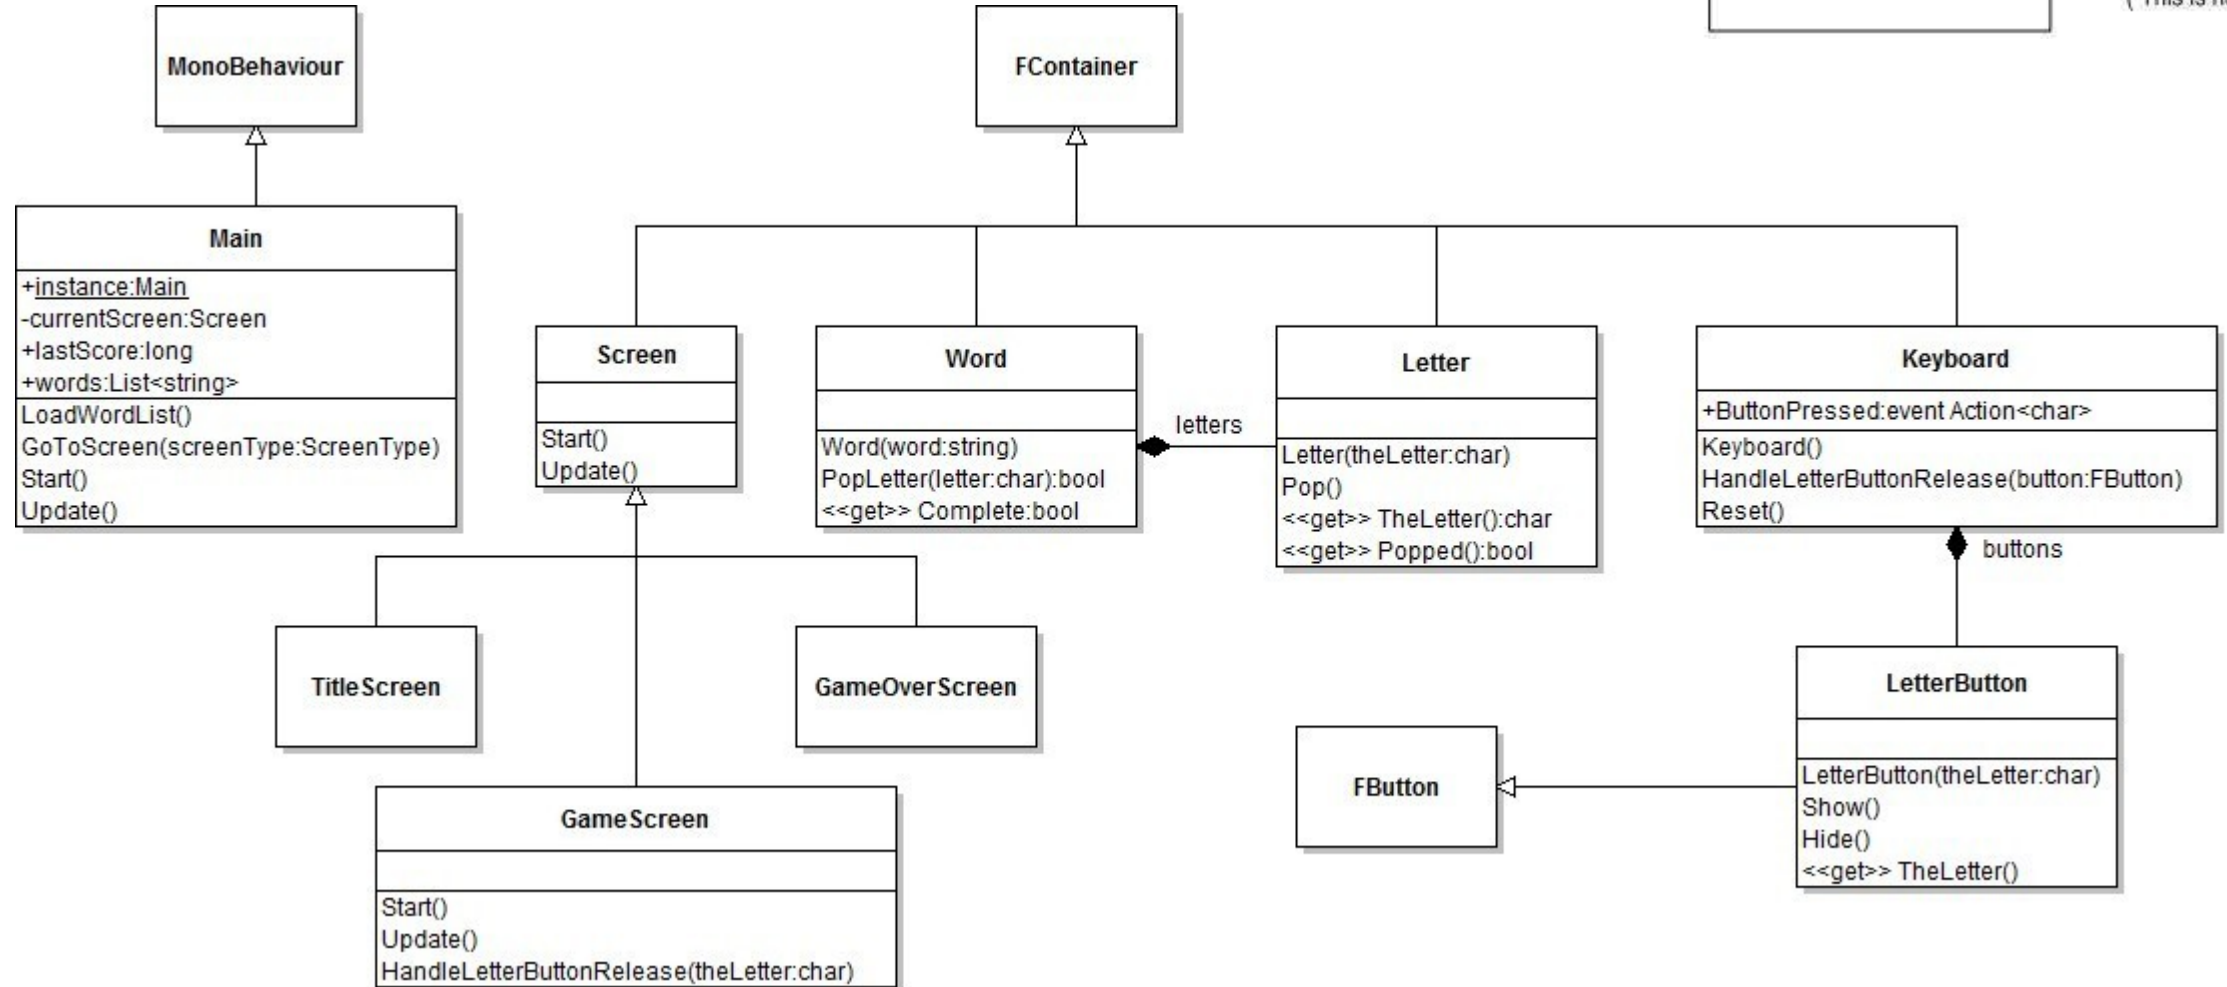 ( This is
MonoBehaviour
FContainer
Main
+instance:Main
-currentScreen:Screen
+lastScore:long
+words:List<string>
LoadWordList()
GoToScreen(screenType:ScreenType)
Start()
Update()
Screen
Start()
Update()
Word
Word(word:string)
PopLetter(letter:char):bool
<<get>> Complete:bool
letters
Letter
Letter(theLetter:char)
Pop()
<<get>> TheLetter():char
<<get>> Popped():bool
Keyboard
+ButtonPressed:event Action<char>
Keyboard()
HandleLetterButtonRelease(button:FButton)
Reset()
buttons
TitleScreen
GameOverScreen
GameScreen
Start()
Update()
HandleLetterButtonRelease(theLetter:char)
FButton
LetterButton
LetterButton(theLetter:char)
Show()
Hide()
<<get>> TheLetter()